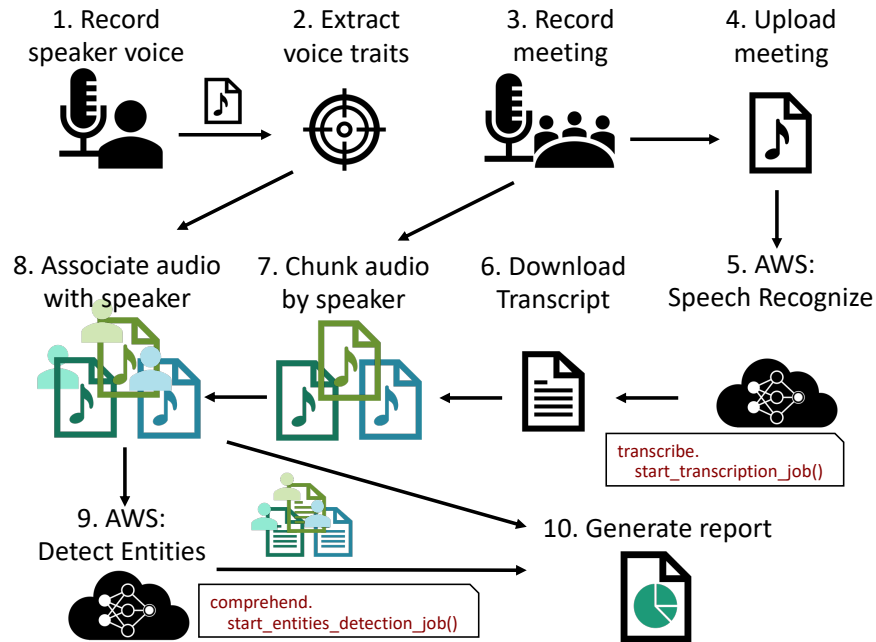 1. Record
speaker voice
2. Extract
voice traits
3. Record
meeting
4. Upload
meeting
8. Associate audio
with speaker
7. Chunk audio
by speaker
6. Download
Transcript
5. AWS:
Speech Recognize
transcribe.
start_transcription_job()
9. AWS:
Detect Entities
10. Generate report
comprehend.
start_entities_detection_job()